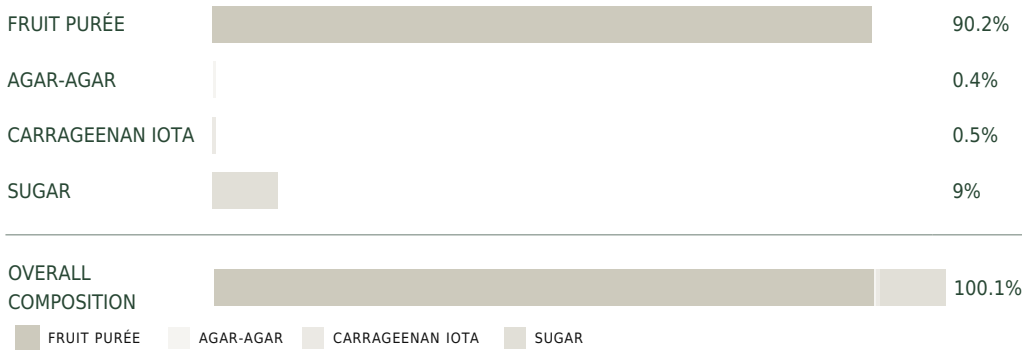 FRUIT PURÉE 90.2%
AGAR-AGAR 0.4%
CARRAGEENAN IOTA 0.5%
SUGAR 9%
OVERALL
COMPOSITION 100.1%
FRUIT PURÉE AGAR-AGAR CARRAGEENAN IOTA SUGAR